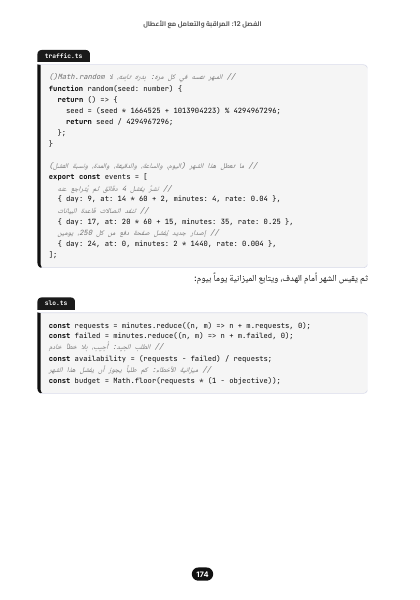 الفصل 12: المراقبة والتعامل مع الأعطال
traffic.ts
// الشهر نفسه في كل مرة: بذرة ثابتة، لا Math.random()
function random(seed: number) {
  return () => {
    seed = (seed * 1664525 + 1013904223) % 4294967296;
    return seed / 4294967296;
  };
}
// ما تعطل هذا الشهر (اليوم، والساعة، والدقيقة، والمدة، ونسبة الفشل)
export const events = [
  // نشرٌ يفشل 4 دقائق ثم يُتراجع عنه
  { day: 9, at: 14 * 60 + 2, minutes: 4, rate: 0.04 },
  // تنفد اتصالات قاعدة البيانات
  { day: 17, at: 20 * 60 + 15, minutes: 35, rate: 0.25 },
  // إصدار جديد يُفشل صفحة دفع من كل 250، يومين
  { day: 24, at: 0, minutes: 2 * 1440, rate: 0.004 },
];
ثم يقيس الشهر أمام الهدف، ويتابع الميزانية يوماً بيوم:
slo.ts
const requests = minutes.reduce((n, m) => n + m.requests, 0);
const failed = minutes.reduce((n, m) => n + m.failed, 0);
// الطلب الجيد: أُجيب، بلا خطأ خادم
const availability = (requests - failed) / requests;
// ميزانية الأخطاء: كم طلباً يجوز أن يفشل هذا الشهر
const budget = Math.floor(requests * (1 - objective));
174